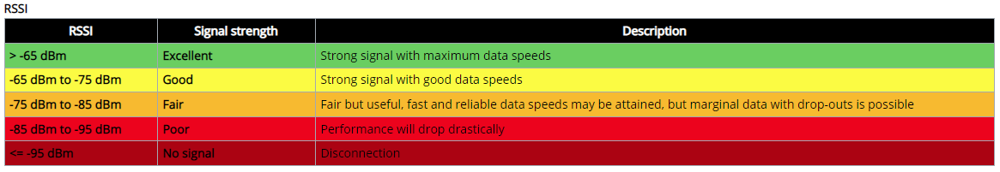 RSSI
RSSI Signal strength Description
> -65 dBm Excellent Strong signal with maximum data speeds
-65 dBm to -75 dBm Good Strong signal with good data speeds
-75 dBm to -85 dBm Fair Fair but useful, fast and reliable data speeds may be attained, but marginal data with drop-outs is possible
-85 dBm to -95 dBm Poor Performance will drop drastically
<= -95 dBm No signal Disconnection